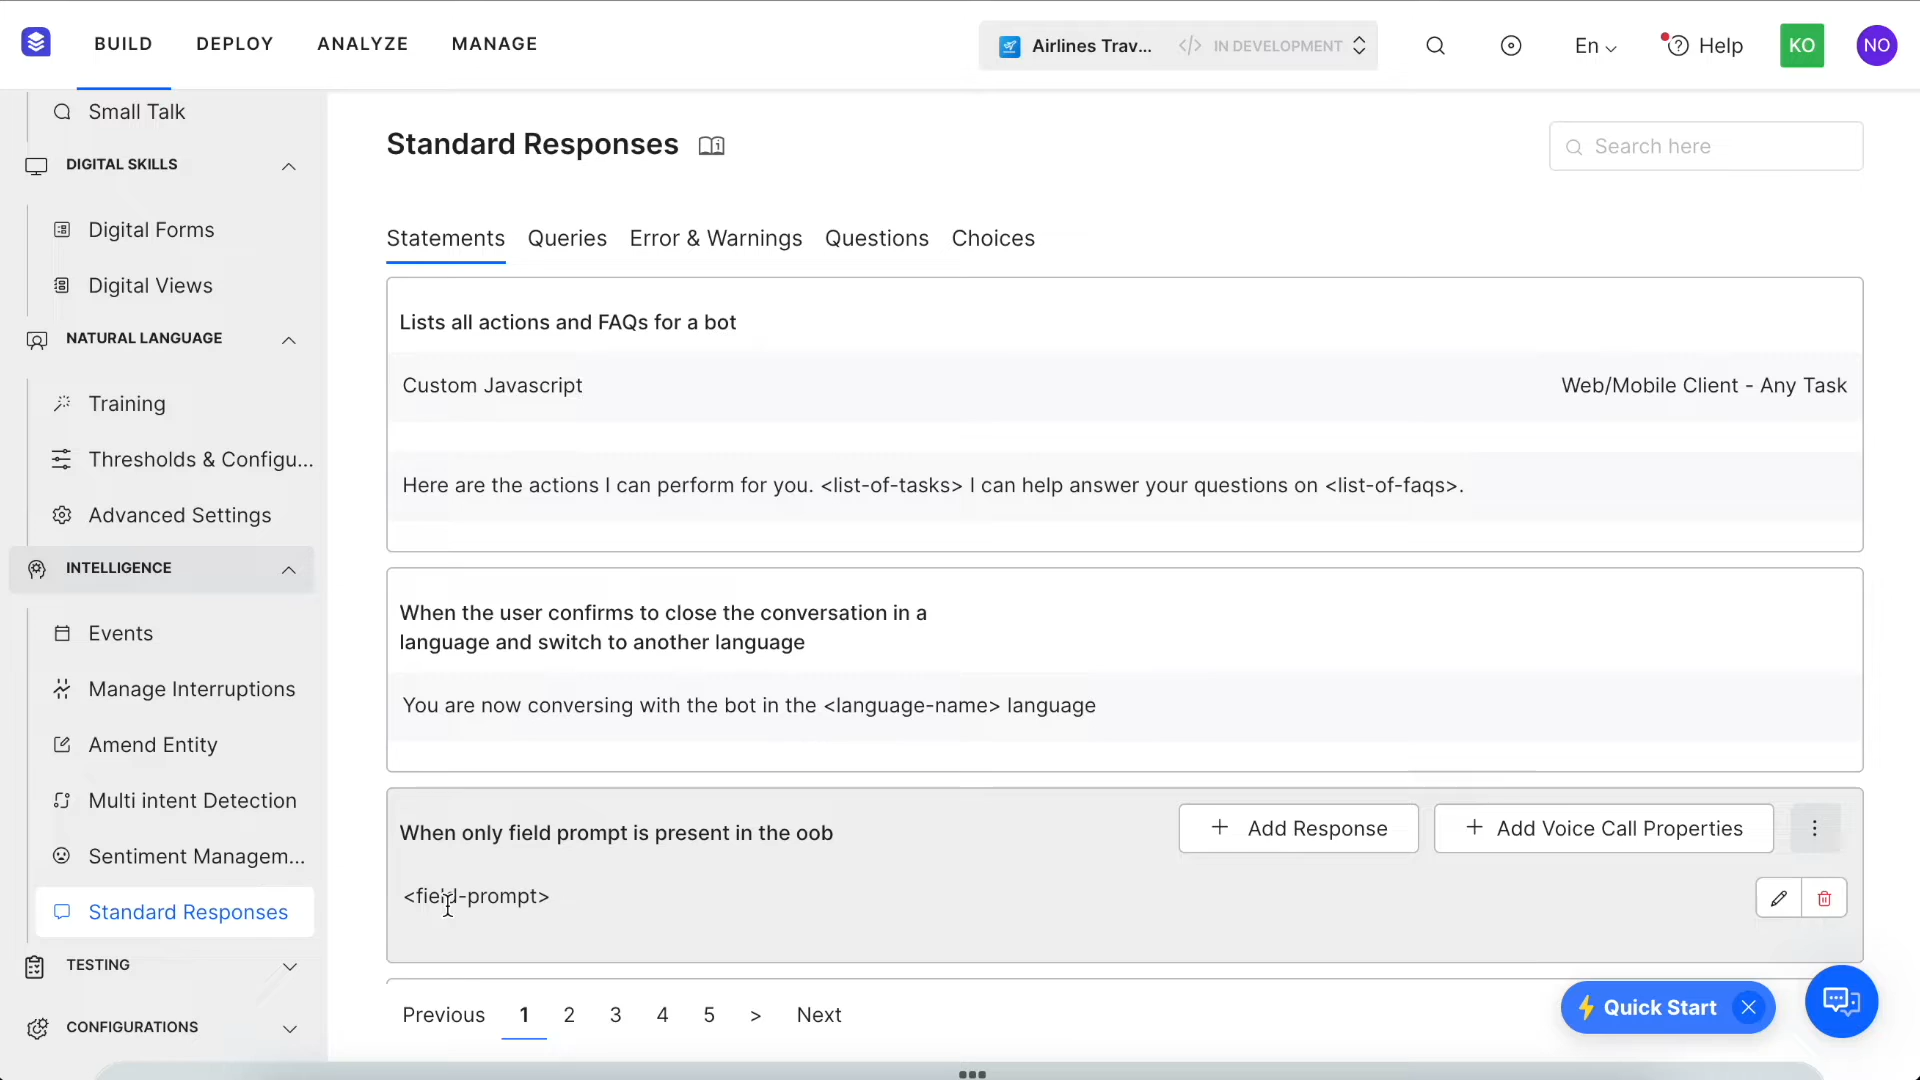 BUILD DEPLOY ANALYZE MANAGE Airlines Trav... </> IN DEVELOPMENT En Help KO NO
Small Talk
DIGITAL SKILLS
Digital Forms
Digital Views
NATURAL LANGUAGE
Training
Thresholds & Configu...
Advanced Settings
INTELLIGENCE
Events
Manage Interruptions
Amend Entity
Multi intent Detection
Sentiment Managem...
Standard Responses
TESTING
CONFIGURATIONS
Standard Responses
Search here
Statements Queries Error & Warnings Questions Choices
Lists all actions and FAQs for a bot
Custom Javascript Web/Mobile Client - Any Task
Here are the actions I can perform for you. <list-of-tasks> I can help answer your questions on <list-of-faqs>.
When the user confirms to close the conversation in a
language and switch to another language
You are now conversing with the bot in the <language-name> language
When only field prompt is present in the oob + Add Response + Add Voice Call Properties
<field-prompt>
Previous 1 2 3 4 5 > Next
Quick Start